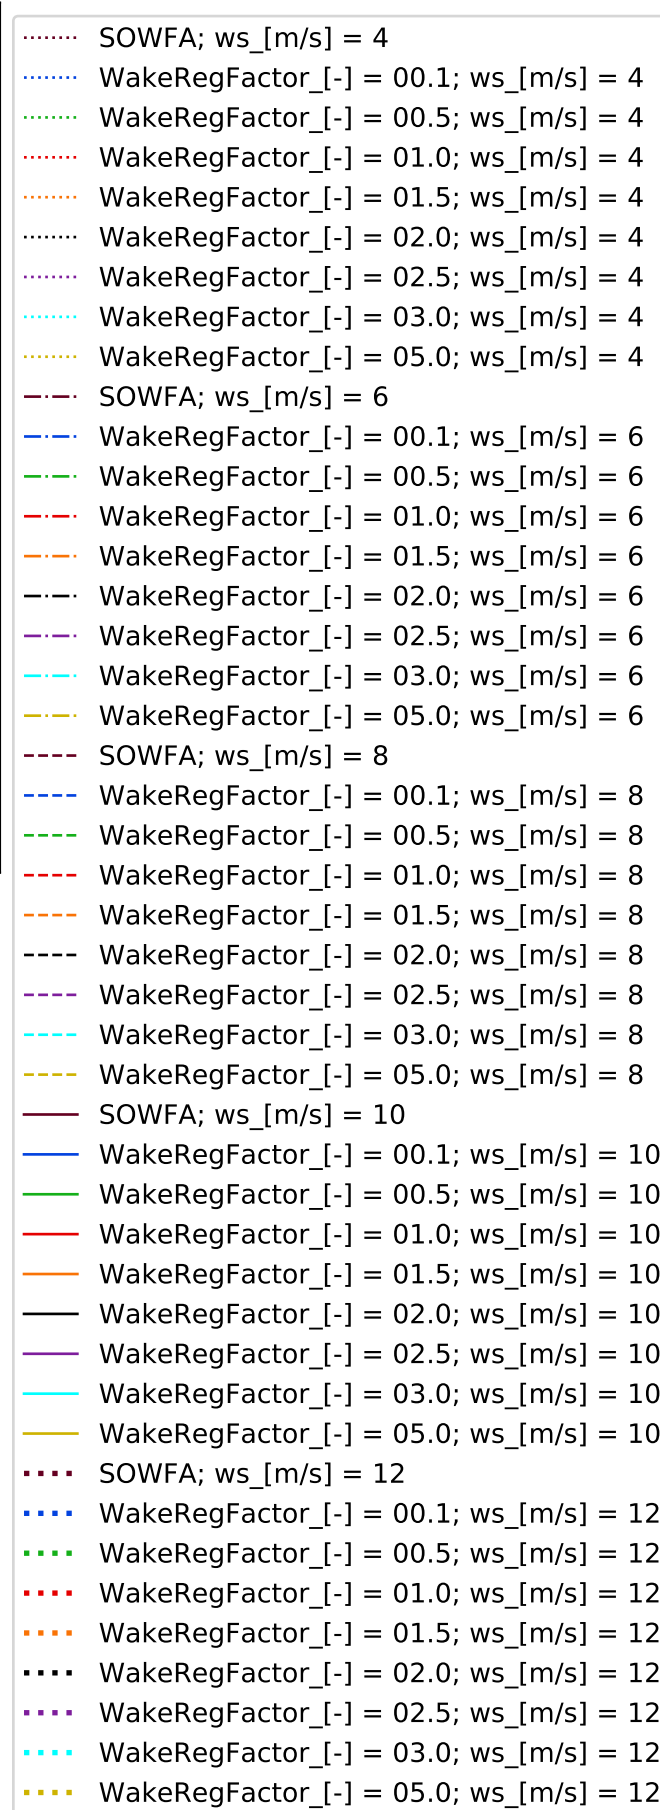 SOWFA; ws_[m/s] = 4
WakeRegFactor_[-] = 00.1; ws_[m/s] = 4
WakeRegFactor_[-] = 00.5; ws_[m/s] = 4
WakeRegFactor_[-] = 01.0; ws_[m/s] = 4
WakeRegFactor_[-] = 01.5; ws_[m/s] = 4
WakeRegFactor_[-] = 02.0; ws_[m/s] = 4
WakeRegFactor_[-] = 02.5; ws_[m/s] = 4
WakeRegFactor_[-] = 03.0; ws_[m/s] = 4
WakeRegFactor_[-] = 05.0; ws_[m/s] = 4
SOWFA; ws_[m/s] = 6
WakeRegFactor_[-] = 00.1; ws_[m/s] = 6
WakeRegFactor_[-] = 00.5; ws_[m/s] = 6
WakeRegFactor_[-] = 01.0; ws_[m/s] = 6
WakeRegFactor_[-] = 01.5; ws_[m/s] = 6
WakeRegFactor_[-] = 02.0; ws_[m/s] = 6
WakeRegFactor_[-] = 02.5; ws_[m/s] = 6
WakeRegFactor_[-] = 03.0; ws_[m/s] = 6
WakeRegFactor_[-] = 05.0; ws_[m/s] = 6
SOWFA; ws_[m/s] = 8
WakeRegFactor_[-] = 00.1; ws_[m/s] = 8
WakeRegFactor_[-] = 00.5; ws_[m/s] = 8
WakeRegFactor_[-] = 01.0; ws_[m/s] = 8
WakeRegFactor_[-] = 01.5; ws_[m/s] = 8
WakeRegFactor_[-] = 02.0; ws_[m/s] = 8
WakeRegFactor_[-] = 02.5; ws_[m/s] = 8
WakeRegFactor_[-] = 03.0; ws_[m/s] = 8
WakeRegFactor_[-] = 05.0; ws_[m/s] = 8
SOWFA; ws_[m/s] = 10
WakeRegFactor_[-] = 00.1; ws_[m/s] = 10
WakeRegFactor_[-] = 00.5; ws_[m/s] = 10
WakeRegFactor_[-] = 01.0; ws_[m/s] = 10
WakeRegFactor_[-] = 01.5; ws_[m/s] = 10
WakeRegFactor_[-] = 02.0; ws_[m/s] = 10
WakeRegFactor_[-] = 02.5; ws_[m/s] = 10
WakeRegFactor_[-] = 03.0; ws_[m/s] = 10
WakeRegFactor_[-] = 05.0; ws_[m/s] = 10
SOWFA; ws_[m/s] = 12
WakeRegFactor_[-] = 00.1; ws_[m/s] = 12
WakeRegFactor_[-] = 00.5; ws_[m/s] = 12
WakeRegFactor_[-] = 01.0; ws_[m/s] = 12
WakeRegFactor_[-] = 01.5; ws_[m/s] = 12
WakeRegFactor_[-] = 02.0; ws_[m/s] = 12
WakeRegFactor_[-] = 02.5; ws_[m/s] = 12
WakeRegFactor_[-] = 03.0; ws_[m/s] = 12
WakeRegFactor_[-] = 05.0; ws_[m/s] = 12